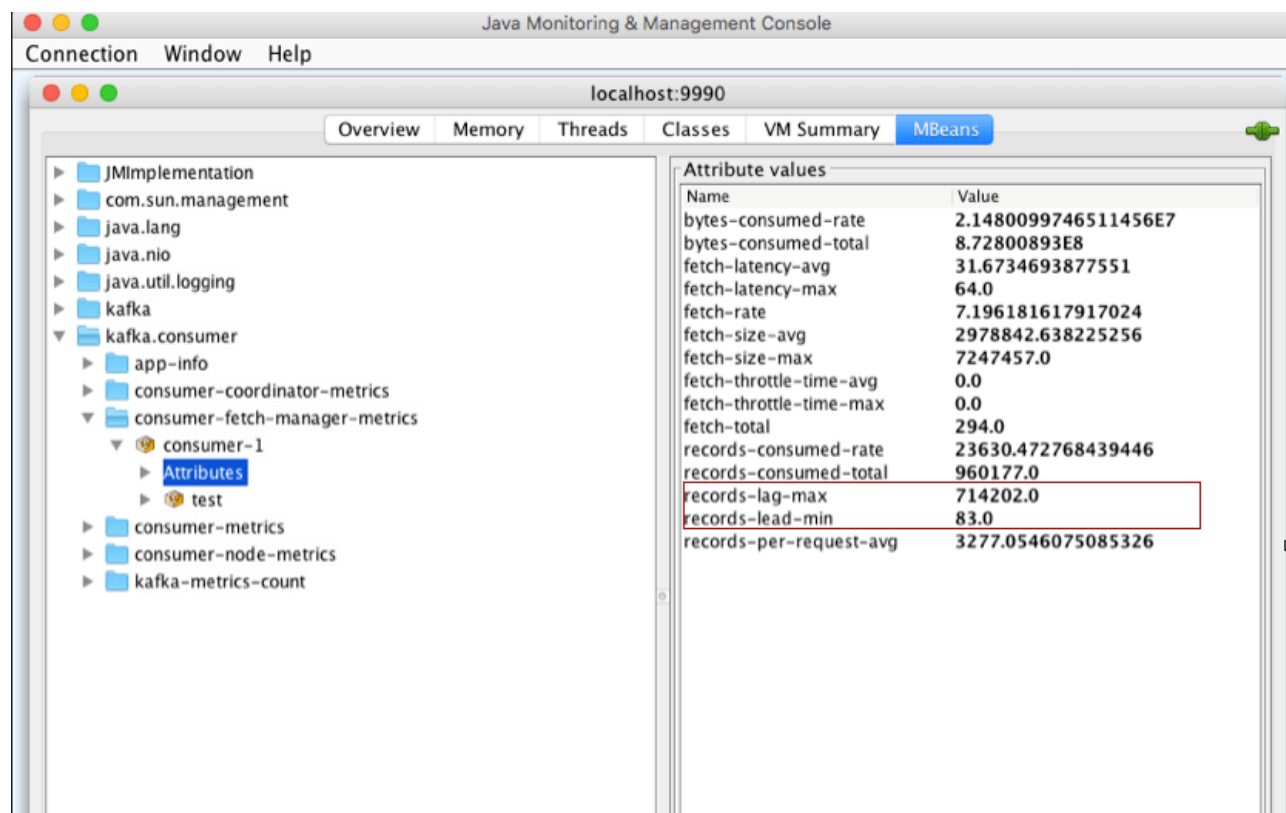 Java Monitoring & Management Console
Connection Window Help
localhost:9990
Overview Memory Threads Classes VM Summary MBeans
JMImplementation
com.sun.management
java.lang
java.nio
java.util.logging
kafka
kafka.consumer
app-info
consumer-coordinator-metrics
consumer-fetch-manager-metrics
consumer-1
Attributes
test
consumer-metrics
consumer-node-metrics
kafka-metrics-count
Attribute values
Name Value
bytes-consumed-rate 2.1480099746511456E7
bytes-consumed-total 8.72800893E8
fetch-latency-avg 31.6734693877551
fetch-latency-max 64.0
fetch-rate 7.196181617917024
fetch-size-avg 2978842.638225256
fetch-size-max 7247457.0
fetch-throttle-time-avg 0.0
fetch-throttle-time-max 0.0
fetch-total 294.0
records-consumed-rate 23630.472768439446
records-consumed-total 960177.0
records-lag-max 714202.0
records-lead-min 83.0
records-per-request-avg 3277.0546075085326